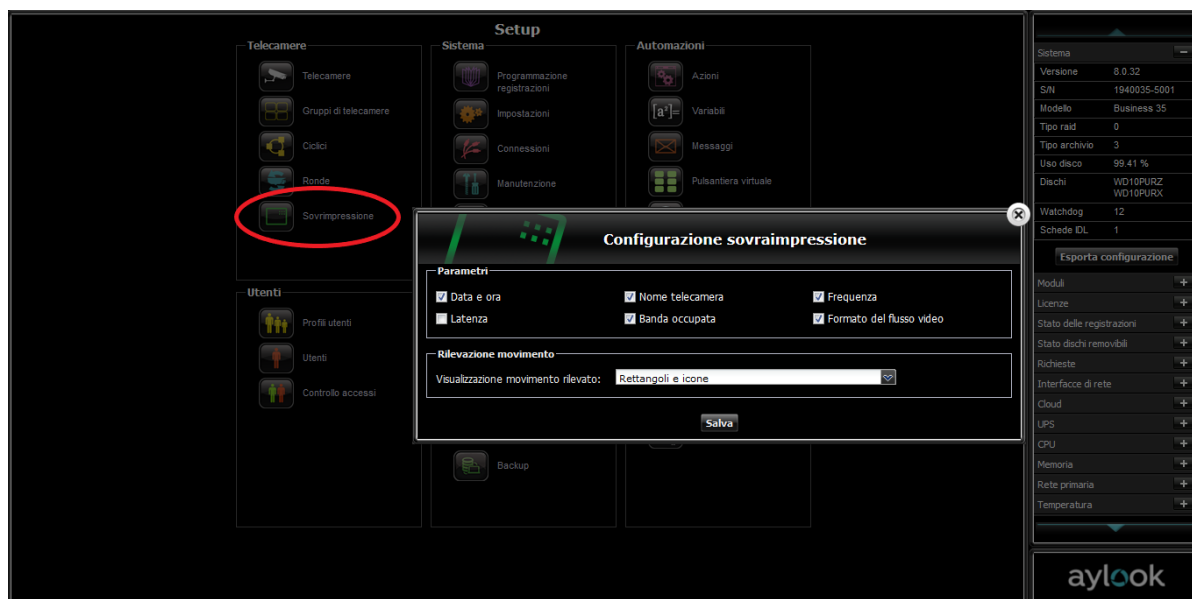 Setup
Telecamere
Telecamere
Gruppi di telecamere
Ciclici
Ronde
Sovrimpressione
Sistema
Programmazione
registrazioni
Impostazioni
Connessioni
Manutenzione
Backup
Automazioni
Azioni
[a²]=
Variabili
Messaggi
Pulsantiera virtuale
Utenti
Profili utenti
Utenti
Controllo accessi
Configurazione sovraimpressione
Parametri
Data e ora
Nome telecamera
Frequenza
Latenza
Banda occupata
Formato del flusso video
Rilevazione movimento
Visualizzazione movimento rilevato: Rettangoli e icone
Salva
Sistema
Versione 8.0.32
S/N 1940035-5001
Modello Business 35
Tipo raid 0
Tipo archivio 3
Uso disco 99.41 %
Dischi WD10PURZ
WD10PURX
Watchdog 12
Schede IDL 1
Esporta configurazione
Moduli
Licenze
Stato delle registrazioni
Stato dischi removibili
Richieste
Interfacce di rete
Cloud
UPS
CPU
Memoria
Rete primaria
Temperatura
aylook